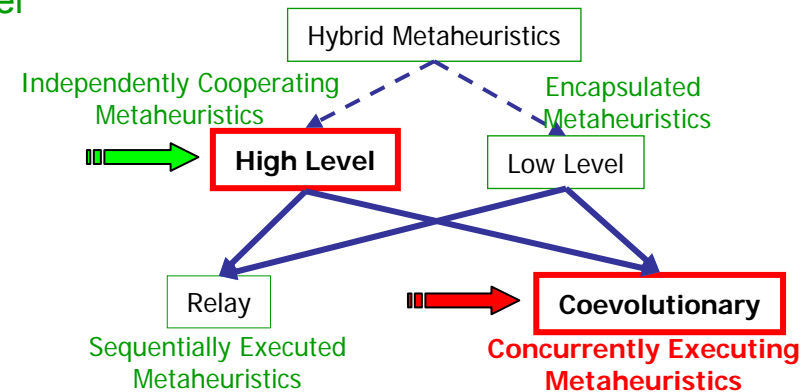 Hybrid Metaheuristics
Independently Cooperating
Metaheuristics
Encapsulated
Metaheuristics
High Level
Low Level
Relay
Coevolutionary
Sequentially Executed
Metaheuristics
Concurrently Executing
Metaheuristics